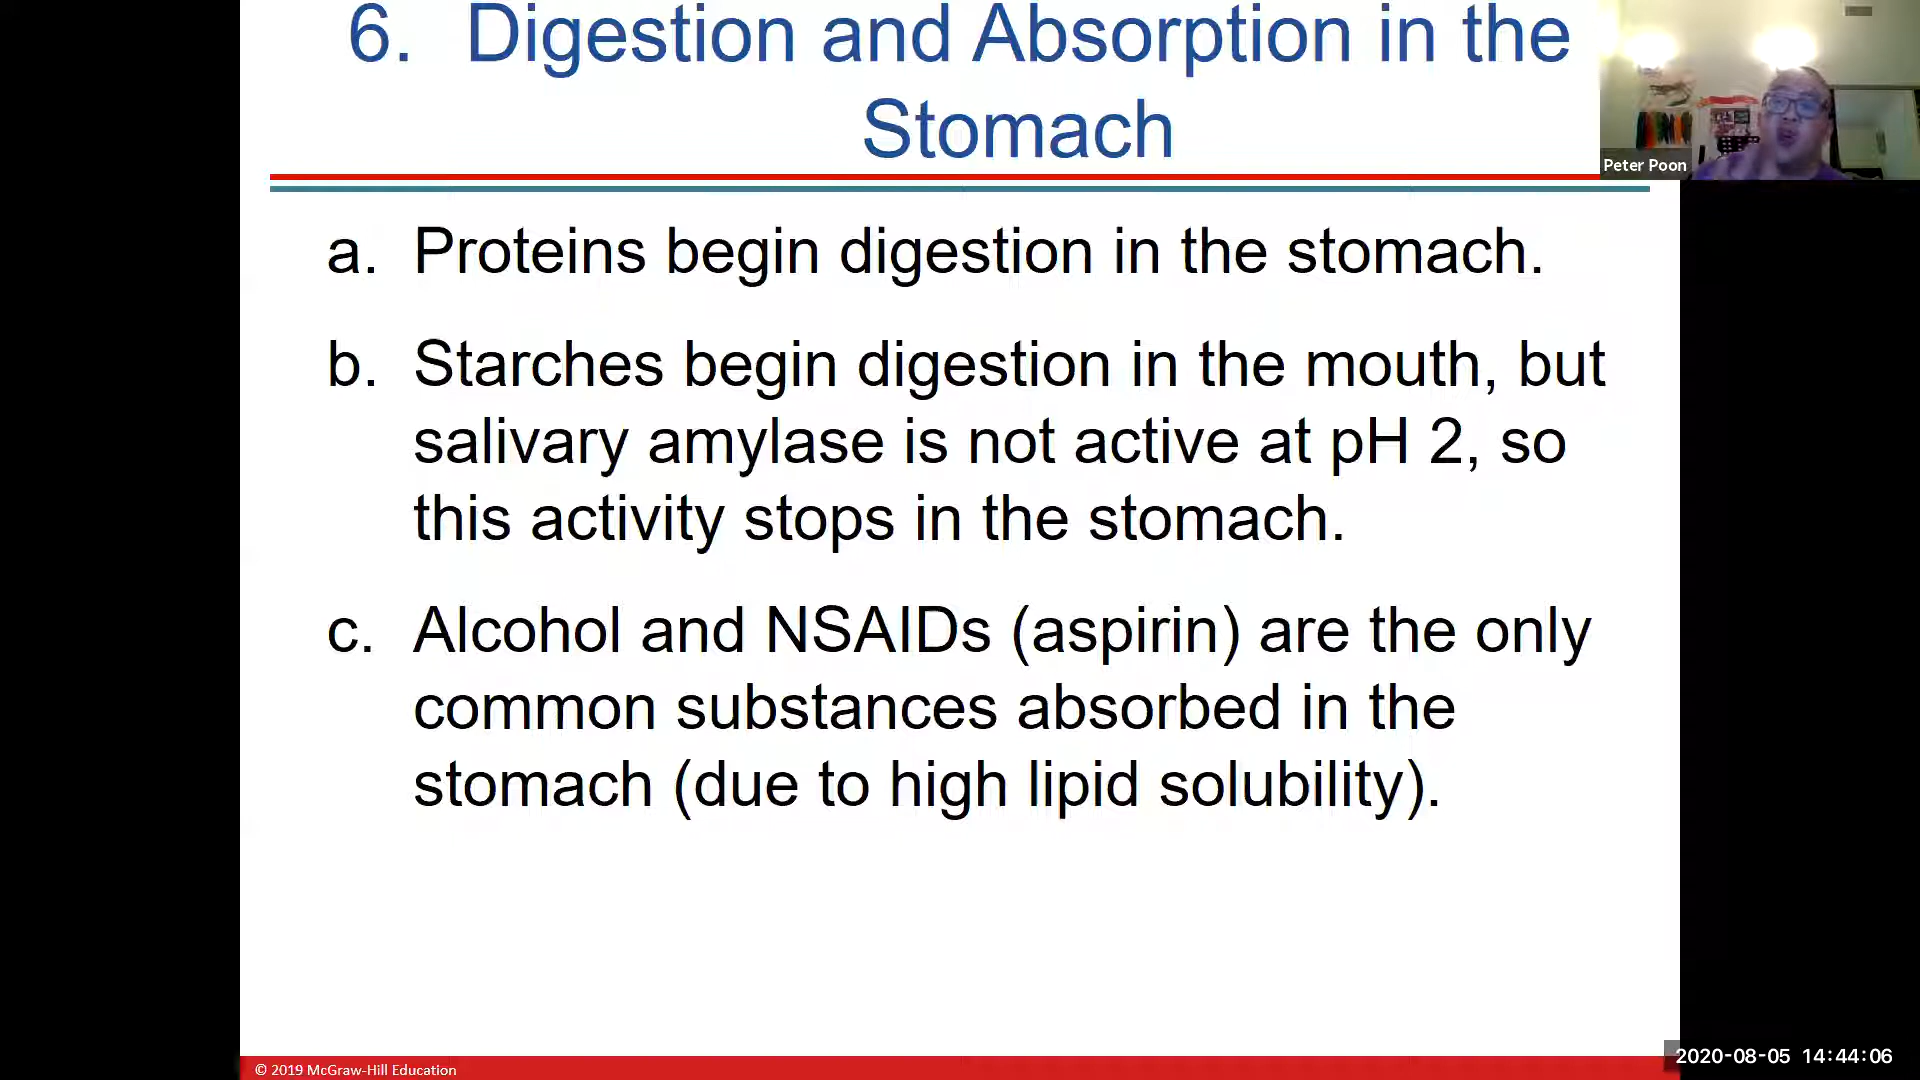 6. Digestion and Absorption in the
Stomach
Peter Poon
a. Proteins begin digestion in the stomach.
b. Starches begin digestion in the mouth, but
salivary amylase is not active at pH 2, so
this activity stops in the stomach.
c. Alcohol and NSAIDs (aspirin) are the only
common substances absorbed in the
stomach (due to high lipid solubility).
© 2019 McGraw-Hill Education
2020-08-05 14:44:06